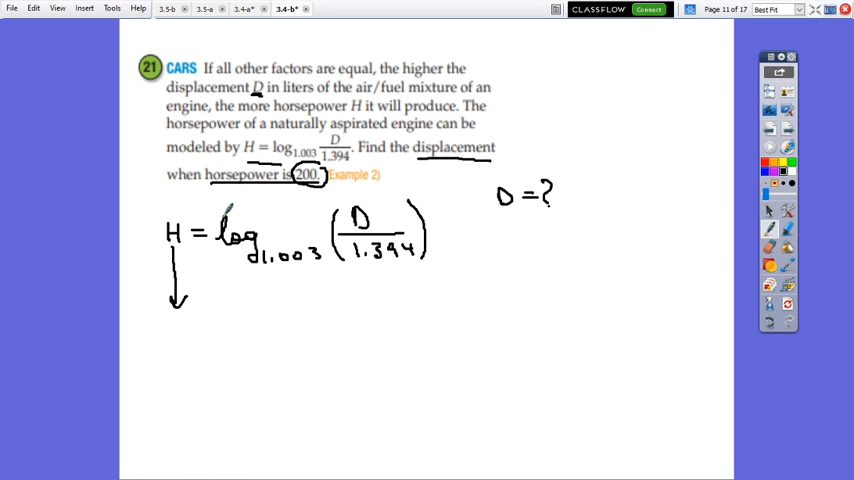 File Edit View Insert Tools Help 3.5-b 3.5-a 3.4-a* 3.4-b* CLASSFLOW Connect Page 11 of 17 Best Fit
21 CARS If all other factors are equal, the higher the
displacement D in liters of the air/fuel mixture of an
engine, the more horsepower H it will produce. The
horsepower of a naturally aspirated engine can be
modeled by H = log1.003 D/1.394. Find the displacement
when horsepower is 200. (Example 2)
D = ?
H = log 1.003 (D/1.394)